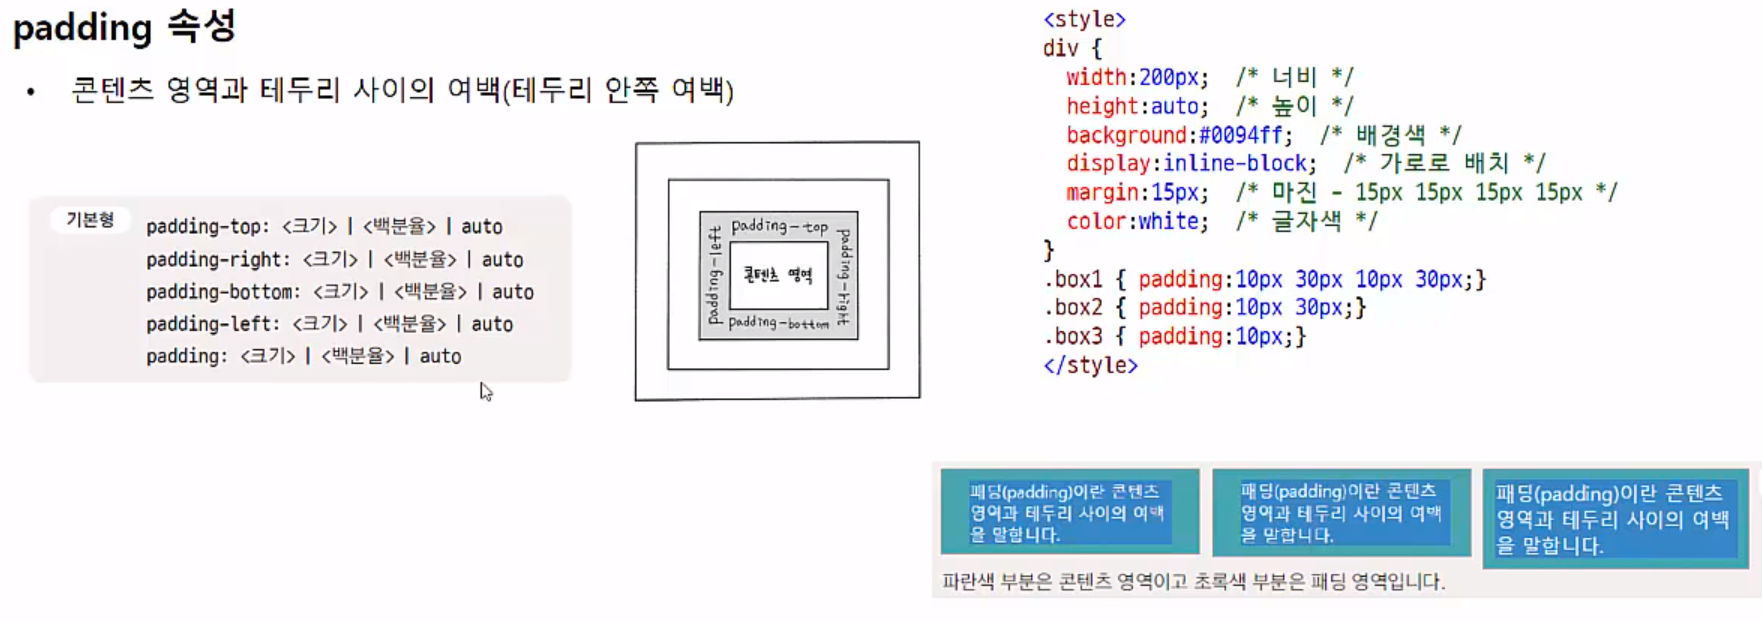 padding 속성
• 콘텐츠 영역과 테두리 사이의 여백(테두리 안쪽 여백)
기본형
padding-top: <크기> | <백분율> | auto
padding-right: <크기> | <백분율> | auto
padding-bottom: <크기> | <백분율> | auto
padding-left: <크기> | <백분율> | auto
padding: <크기> | <백분율> | auto
padding-top
padding-left
콘텐츠 영역
padding-right
padding-bottom
<style>
div {
width:200px; /* 너비 */
height:auto; /* 높이 */
background:#0094ff; /* 배경색 */
display:inline-block; /* 가로로 배치 */
margin:15px; /* 마진 - 15px 15px 15px 15px */
color:white; /* 글자색 */
}
.box1 { padding:10px 30px 10px 30px;}
.box2 { padding:10px 30px;}
.box3 { padding:10px;}
</style>
패딩(padding)이란 콘텐츠
영역과 테두리 사이의 여백
을 말합니다.
패딩(padding)이란 콘텐츠
영역과 테두리 사이의 여백
을 말합니다.
패딩(padding)이란 콘텐츠
영역과 테두리 사이의 여백
을 말합니다.
파란색 부분은 콘텐츠 영역이고 초록색 부분은 패딩 영역입니다.